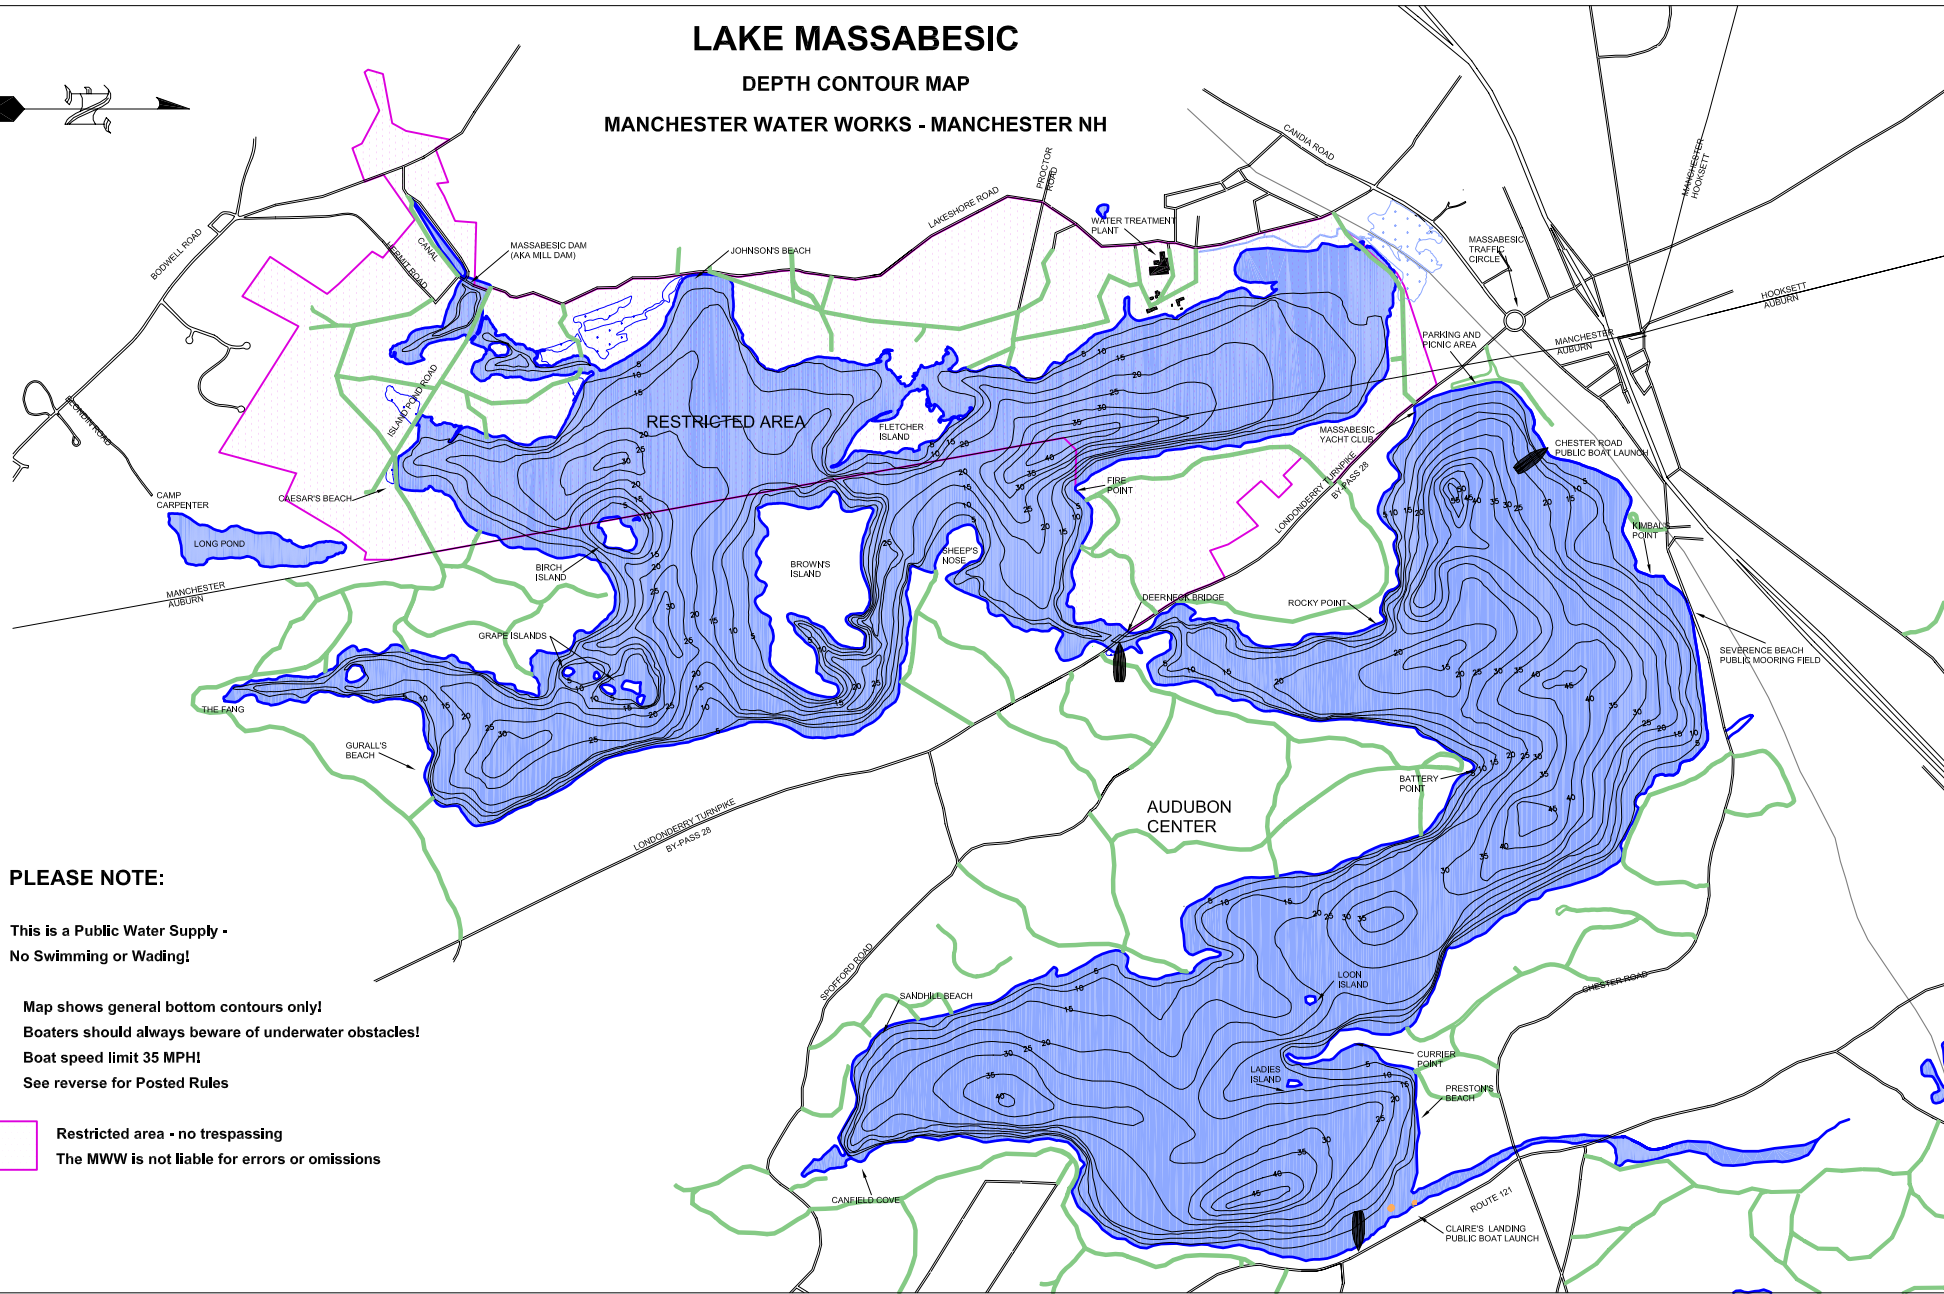 LAKE MASSABESIC
DEPTH CONTOUR MAP
MANCHESTER WATER WORKS - MANCHESTER NH
N
CANDIA ROAD
PROCTOR
ROAD
MANCHESTER
HOOKSETT
LAKESHORE ROAD
BODWELL ROAD
HERMIT ROAD
CANAL
MASSABESIC DAM
(AKA MILL DAM)
JOHNSON'S BEACH
WATER TREATMENT
PLANT
MASSABESIC
TRAFFIC
CIRCLE
HOOKSETT
AUBURN
PARKING AND
PICNIC AREA
MANCHESTER
AUBURN
ISLAND POND ROAD
RESTRICTED AREA
FLETCHER
ISLAND
MASSABESIC
YACHT CLUB
CHESTER ROAD
PUBLIC BOAT LAUNCH
LONDONDERRY TURNPIKE
BY-PASS 28
CAMP
CARPENTER
CAESAR'S BEACH
FIRE
POINT
LONG POND
KIMBAL'S
POINT
BIRCH
ISLAND
BROWN'S
ISLAND
SHEEP'S
NOSE
MANCHESTER
AUBURN
DEERNECK BRIDGE
ROCKY POINT
GRAPE ISLANDS
SEVERENCE BEACH
PUBLIC MOORING FIELD
THE FANG
GURALL'S
BEACH
BATTERY
POINT
AUDUBON
CENTER
LONDONDERRY TURNPIKE
BY-PASS 28
PLEASE NOTE:
This is a Public Water Supply -
No Swimming or Wading!
Map shows general bottom contours only!
Boaters should always beware of underwater obstacles!
Boat speed limit 35 MPH!
See reverse for Posted Rules
Restricted area - no trespassing
The MWW is not liable for errors or omissions
SPOFFORD ROAD
SANDHILL BEACH
LOON
ISLAND
CHESTER ROAD
CURRIER
POINT
LADIES
ISLAND
PRESTON'S
BEACH
CANFIELD COVE
ROUTE 121
CLAIRE'S LANDING
PUBLIC BOAT LAUNCH